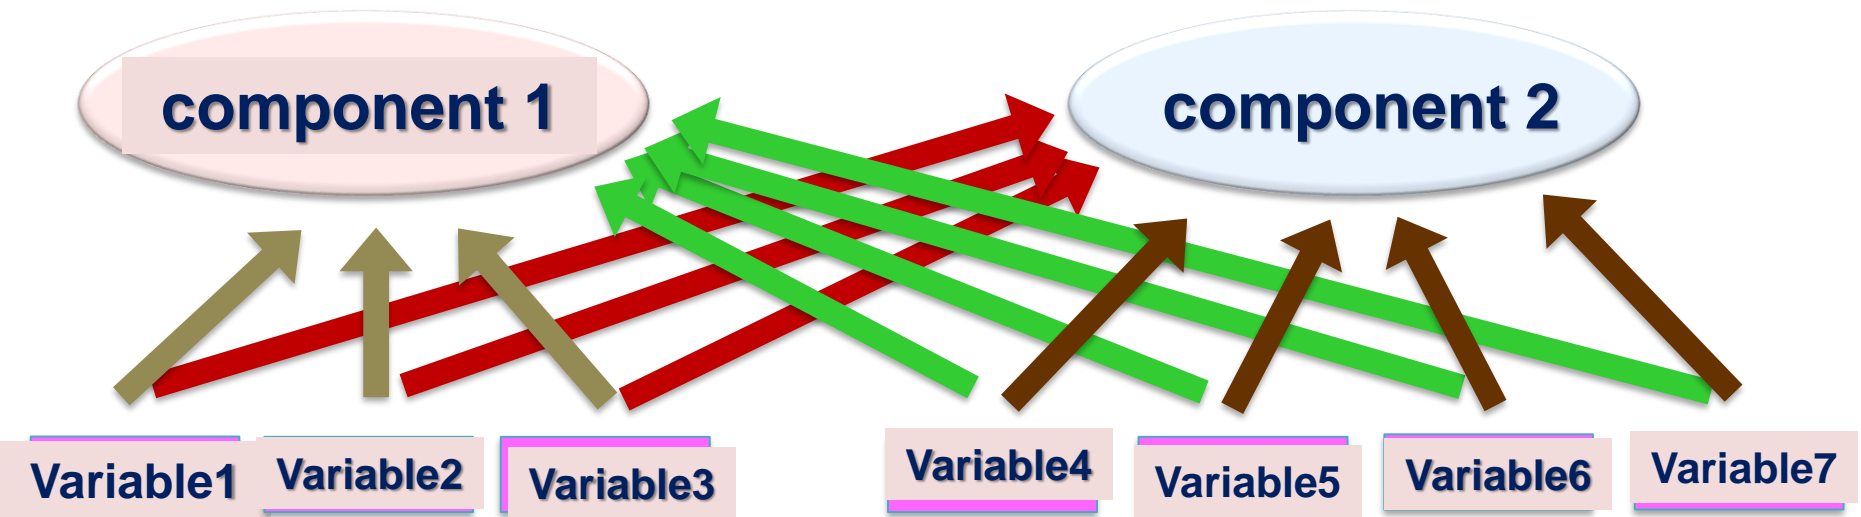 component 1
component 2
Variable1
Variable2
Variable3
Variable4
Variable5
Variable6
Variable7